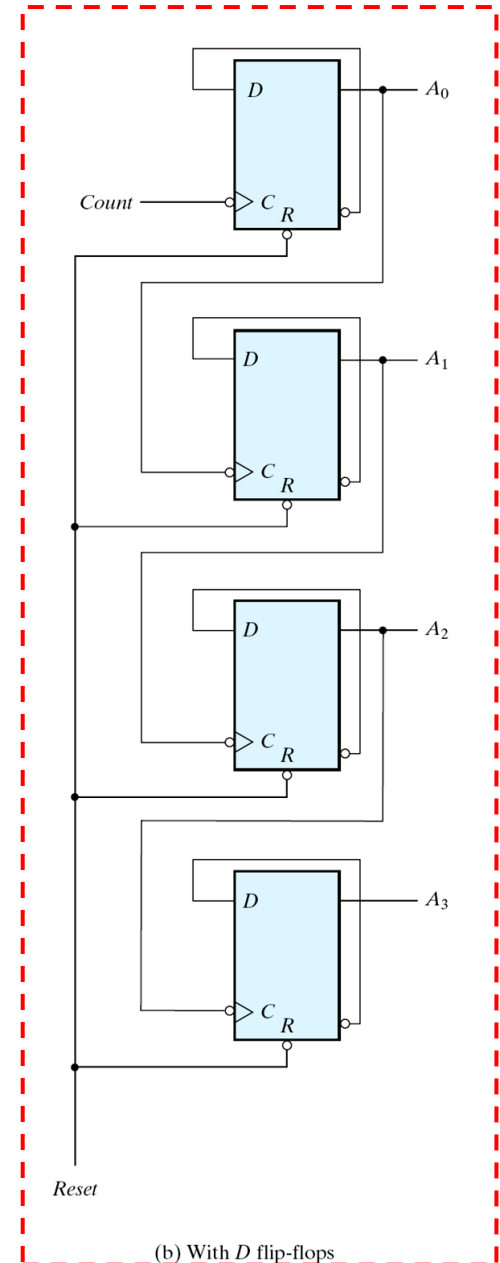 D
A₀
Count
C
R
D
A₁
C
R
D
A₂
C
R
D
A₃
C
R
Reset
(b) With D flip-flops